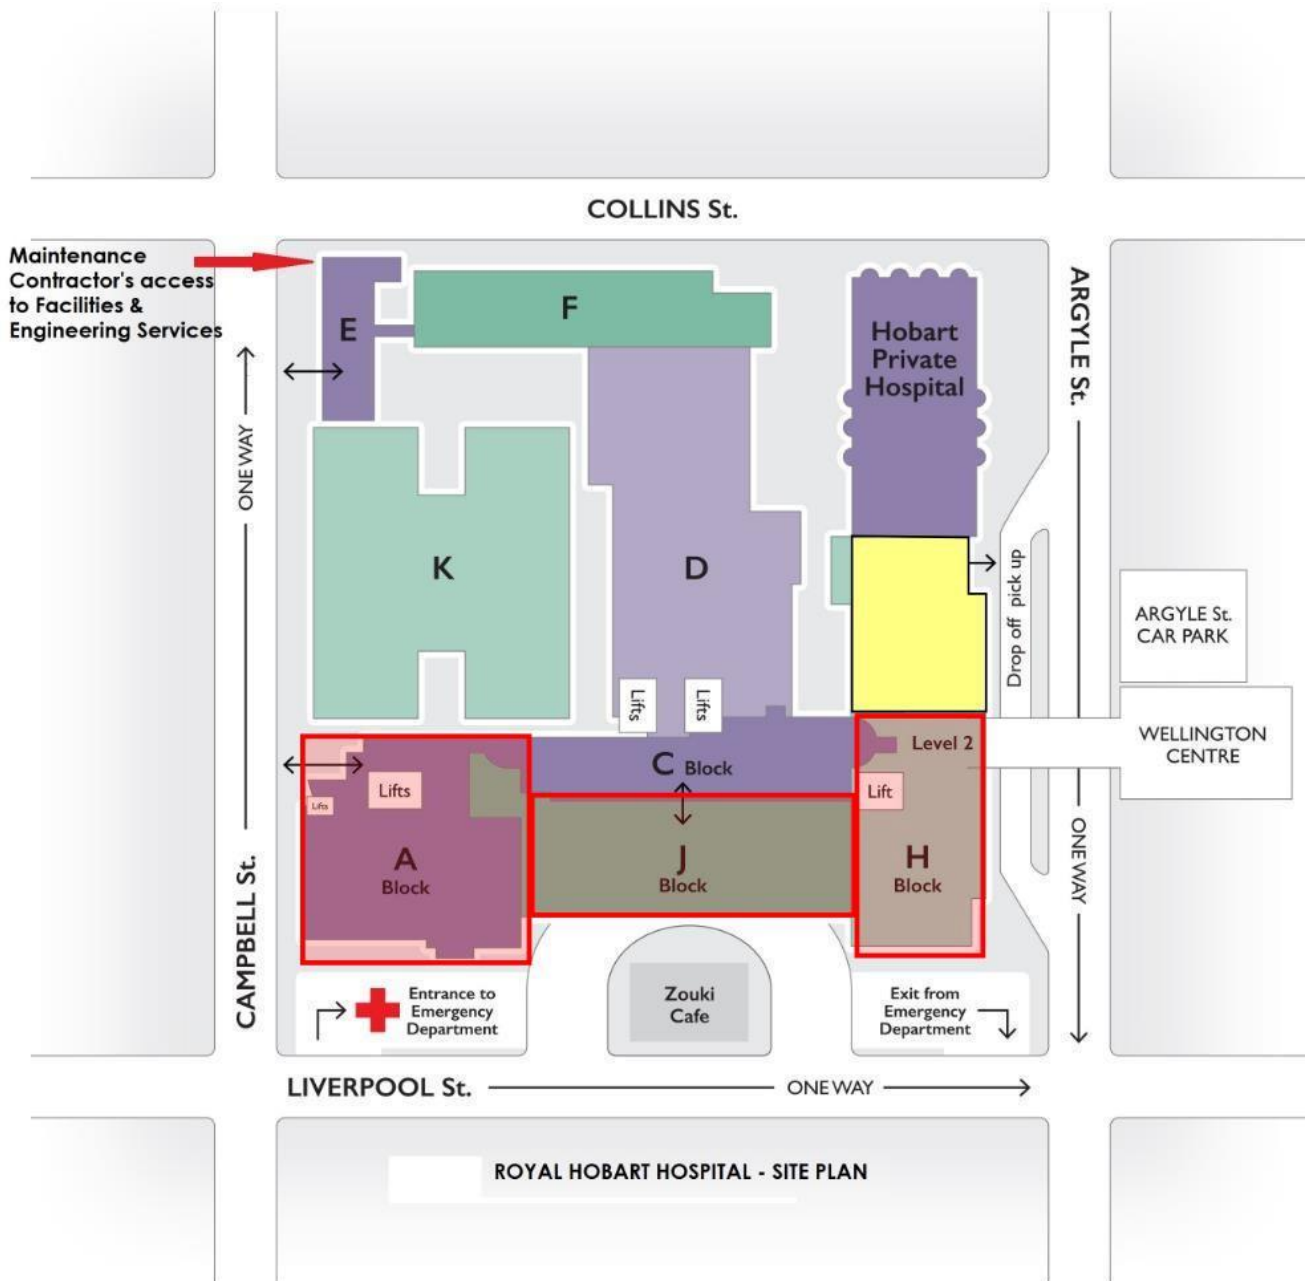 COLLINS St.
Maintenance
Contractor's access
to Facilities &
Engineering Services
E
F
Hobart
Private
Hospital
ARGYLE St.
ONE WAY
K
D
Drop off pick up
ARGYLE St.
CAR PARK
Lifts
Lifts
Level 2
WELLINGTON
CENTRE
C Block
Lifts
Lifts
Lift
A
Block
J
Block
H
Block
ONE WAY
CAMPBELL St.
Entrance to
Emergency
Department
Zouki
Cafe
Exit from
Emergency
Department
LIVERPOOL St.
ONE WAY
ROYAL HOBART HOSPITAL - SITE PLAN